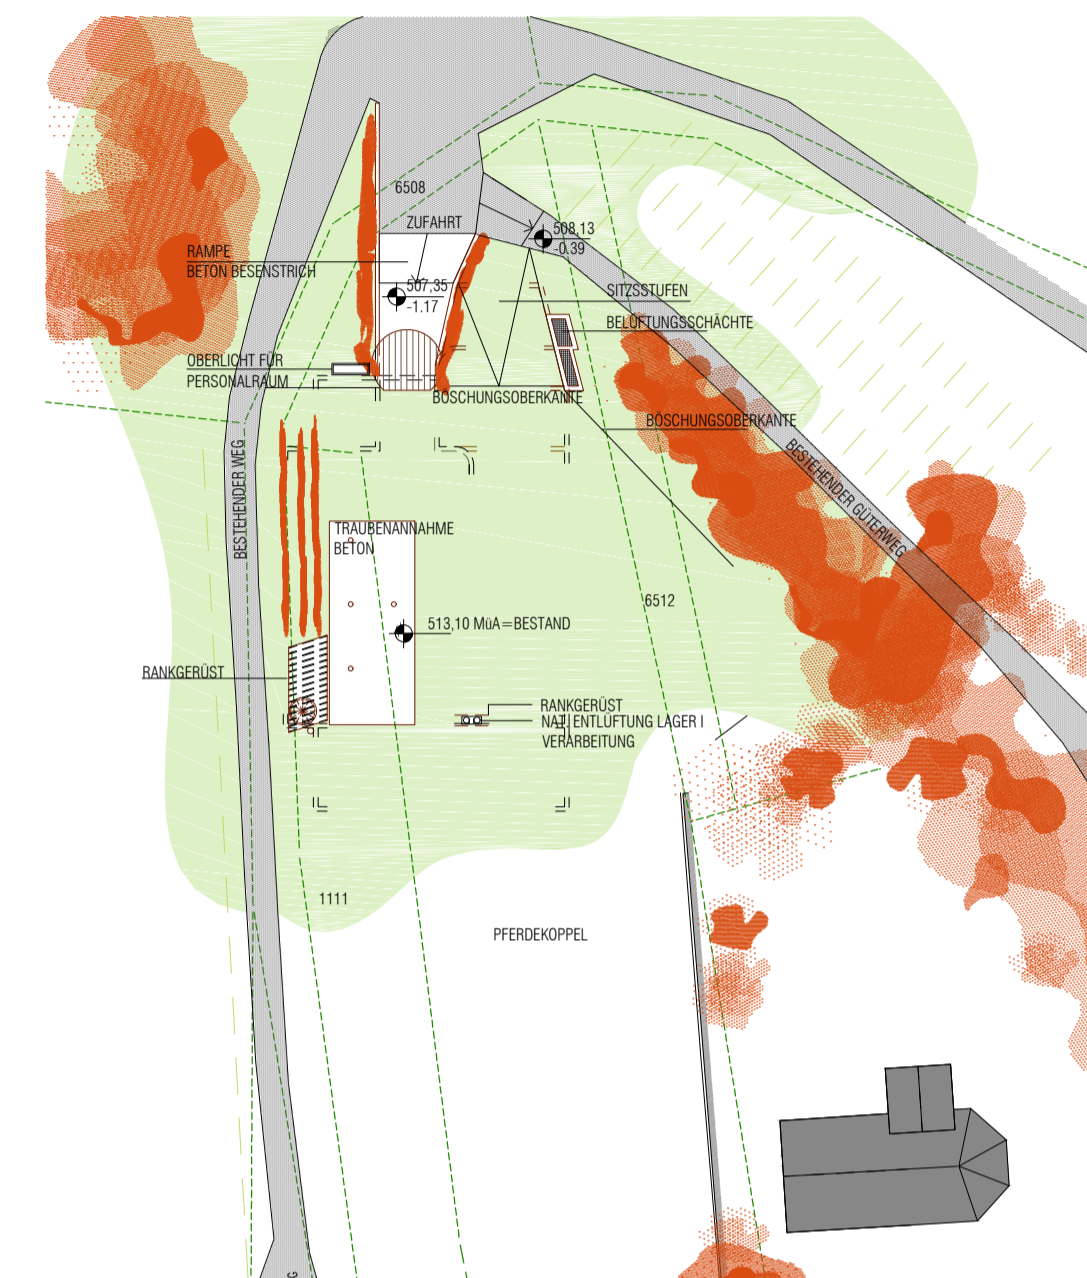 6508
ZUFAHRT
508,13
-0.39
RAMPE
BETON BESENSTRICH
507,35
-1.17
SITZSSTUFEN
BELÜFTUNGSSCHÄCHTE
OBERLICHT FÜR
PERSONALRAUM
BÖSCHUNGSOBERKANTE
BÖSCHUNGSOBERKANTE
BESTEHENDER WEG
BESTEHENDER GÜTERWEG
TRAUBENANNAHME
BETON
6512
513,10 MüA=BESTAND
RANKGERÜST
RANKGERÜST
NAT. ENTLÜFTUNG LAGER I
VERARBEITUNG
1111
PFERDEKOPPEL
G